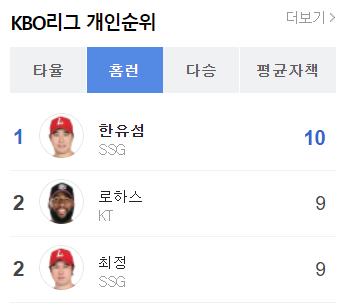 KBO리그 개인순위 더보기 >
타율 홈런 다승 평균자책
1 한유섬 10
SSG
2 로하스 9
KT
2 최정 9
SSG